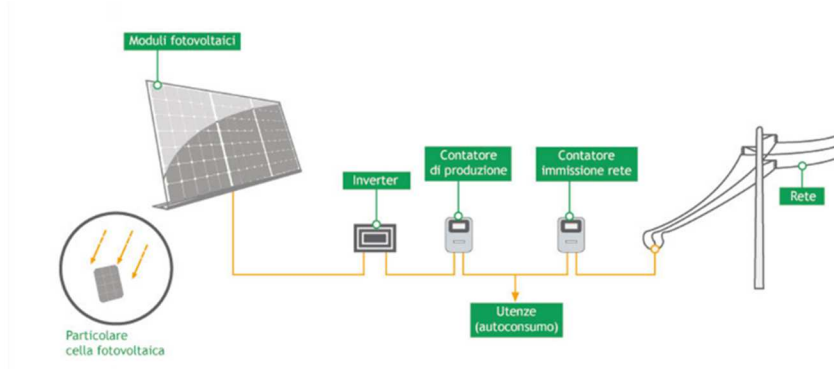 Moduli fotovoltaici
Inverter
Contatore
di produzione
Contatore
immissione rete
Rete
Utenze
(autoconsumo)
Particolare
cella fotovoltaica